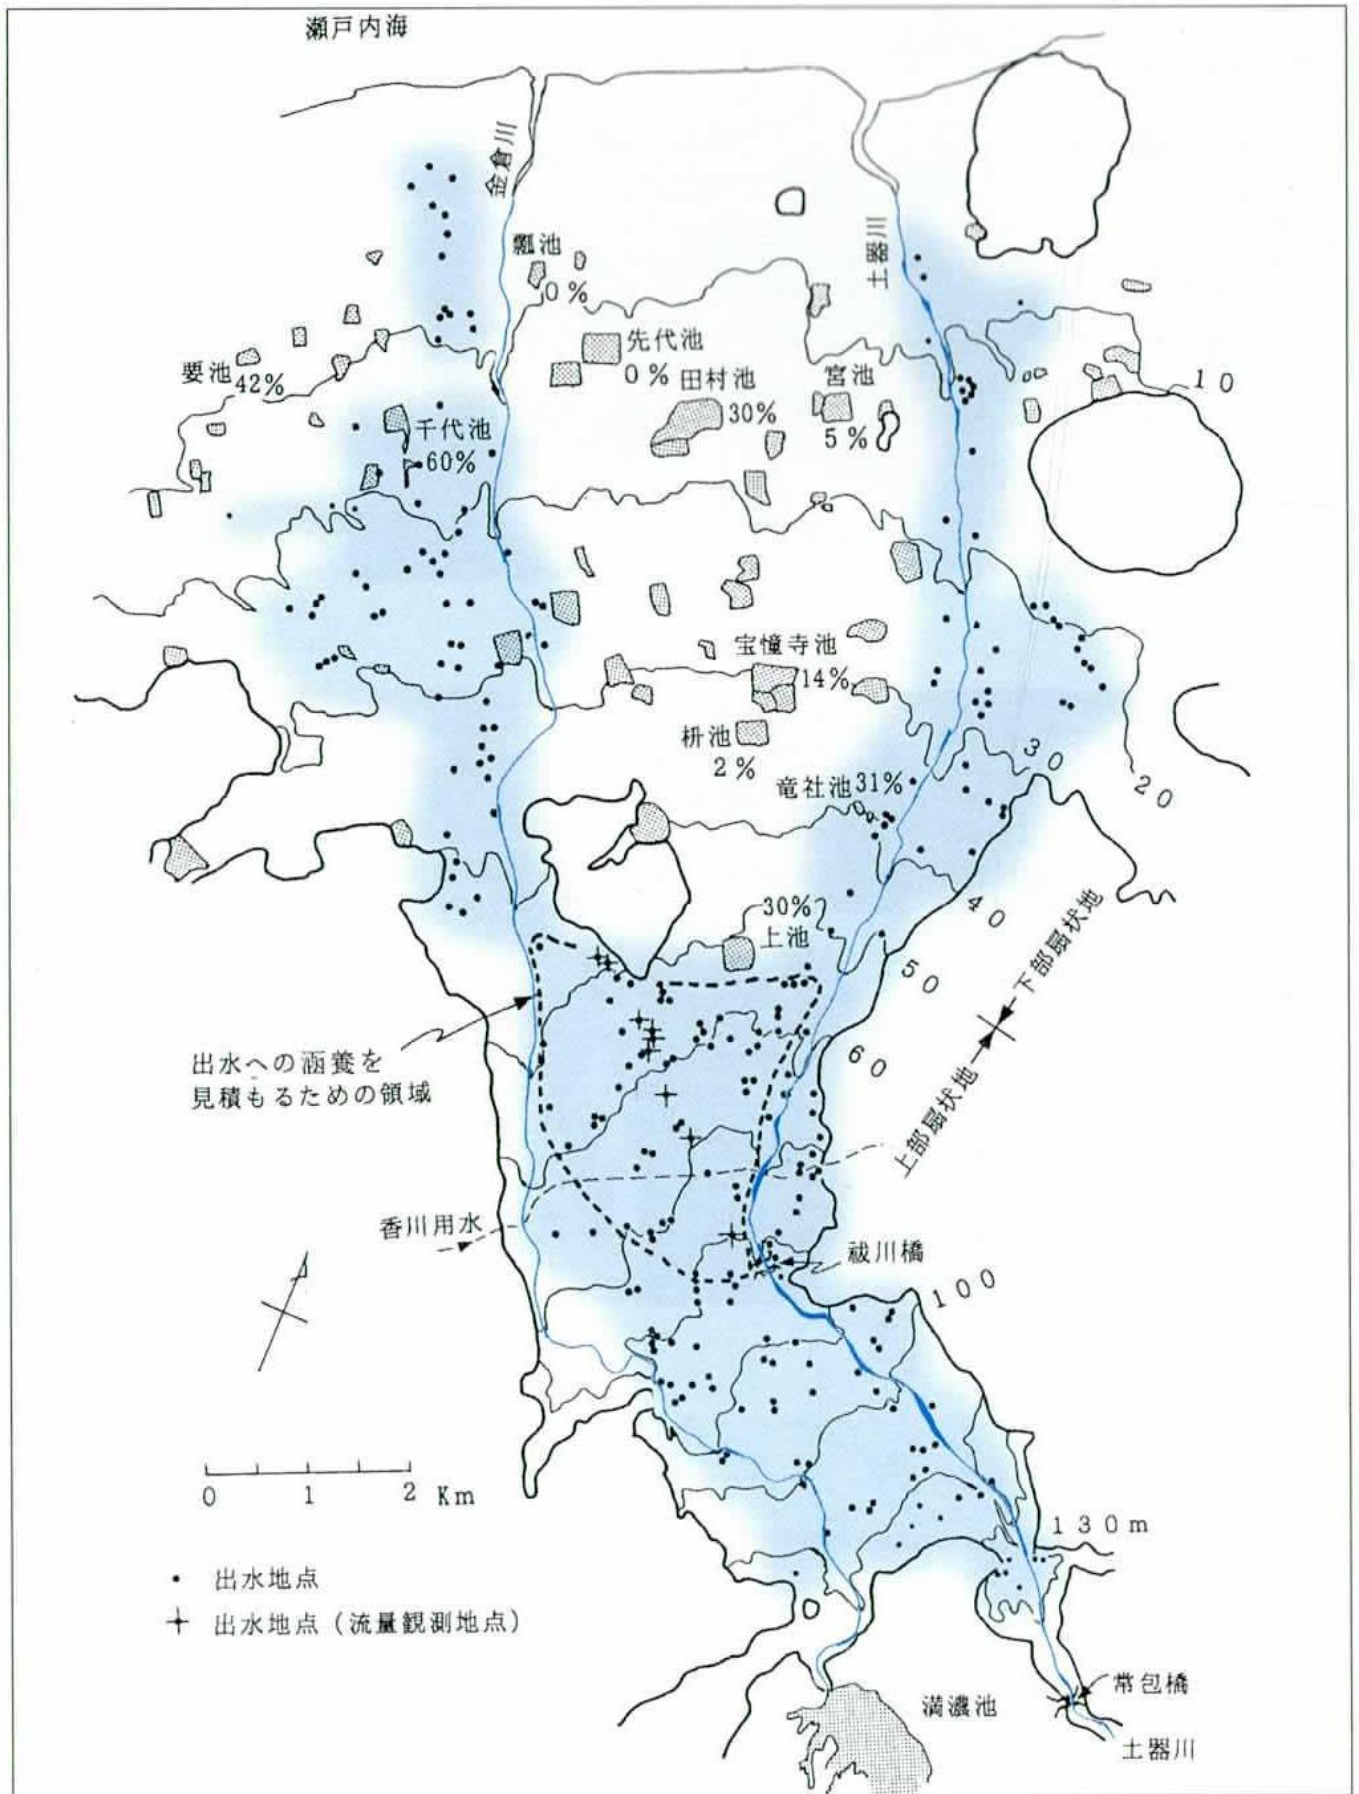 瀬戸内海
金倉川
土器川
瓢池
0%
先代池
0%
田村池
30%
宮池
5%
要池
42%
10
千代池
60%
宝憧寺池
14%
枡池
2%
竜社池31%
30
20
30%
上池
40
50
60
下部扇状地
上部扇状地
出水への涵養を
見積もるための領域
香川用水
祓川橋
100
0 1 2 Km
130m
出水地点
出水地点(流量観測地点)
常包橋
満濃池
土器川